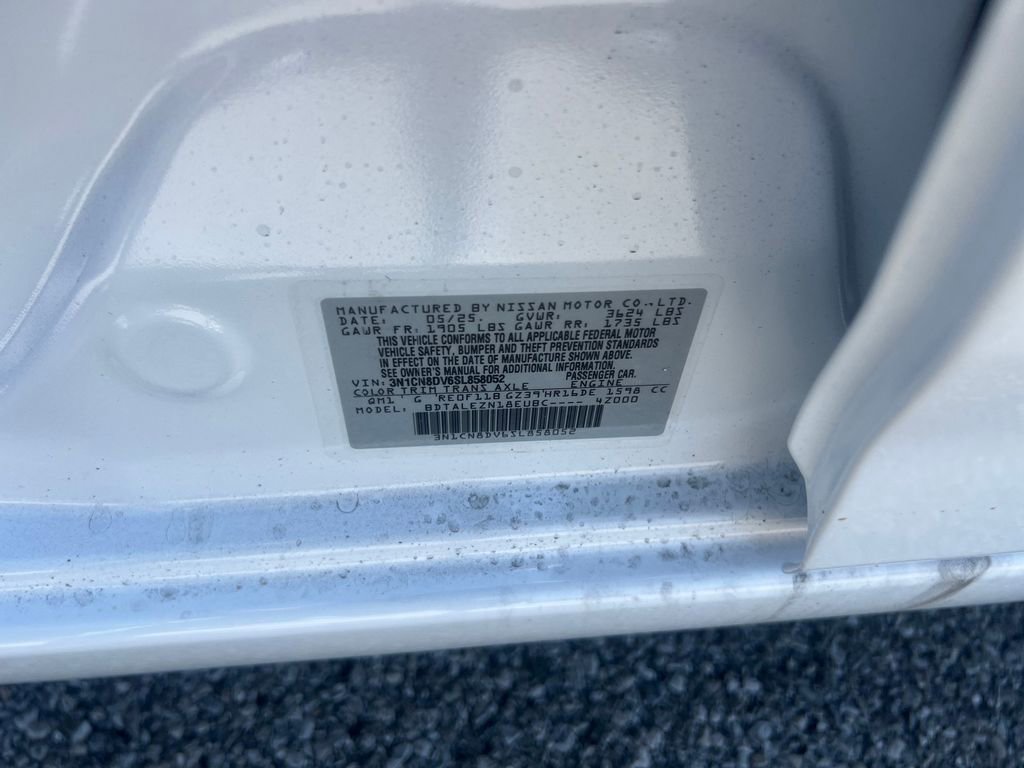 MANUFACTURED BY NISSAN MOTOR CO.,LTD.
DATE: 05/25. GVWR: 3624 LBS
GAWR FR: 1905 LBS GAWR RR: 1735 LBS
THIS VEHICLE CONFORMS TO ALL APPLICABLE FEDERAL MOTOR
VEHICLE SAFETY, BUMPER AND THEFT PREVENTION STANDARDS
IN EFFECT ON THE DATE OF MANUFACTURE SHOWN ABOVE.
SEE OWNER'S MANUAL FOR ADDITIONAL INFORMATION.
VIN: 3N1CN8DV6SL858052 PASSENGER CAR.
COLOR TRIM TRANS AXLE ENGINE
QM1 G RE0F11B GZ39 HR16DE 1598 CC
MODEL: BDTALEZN18EUBC---- 4Z000
3N1CN8DV6SL858052